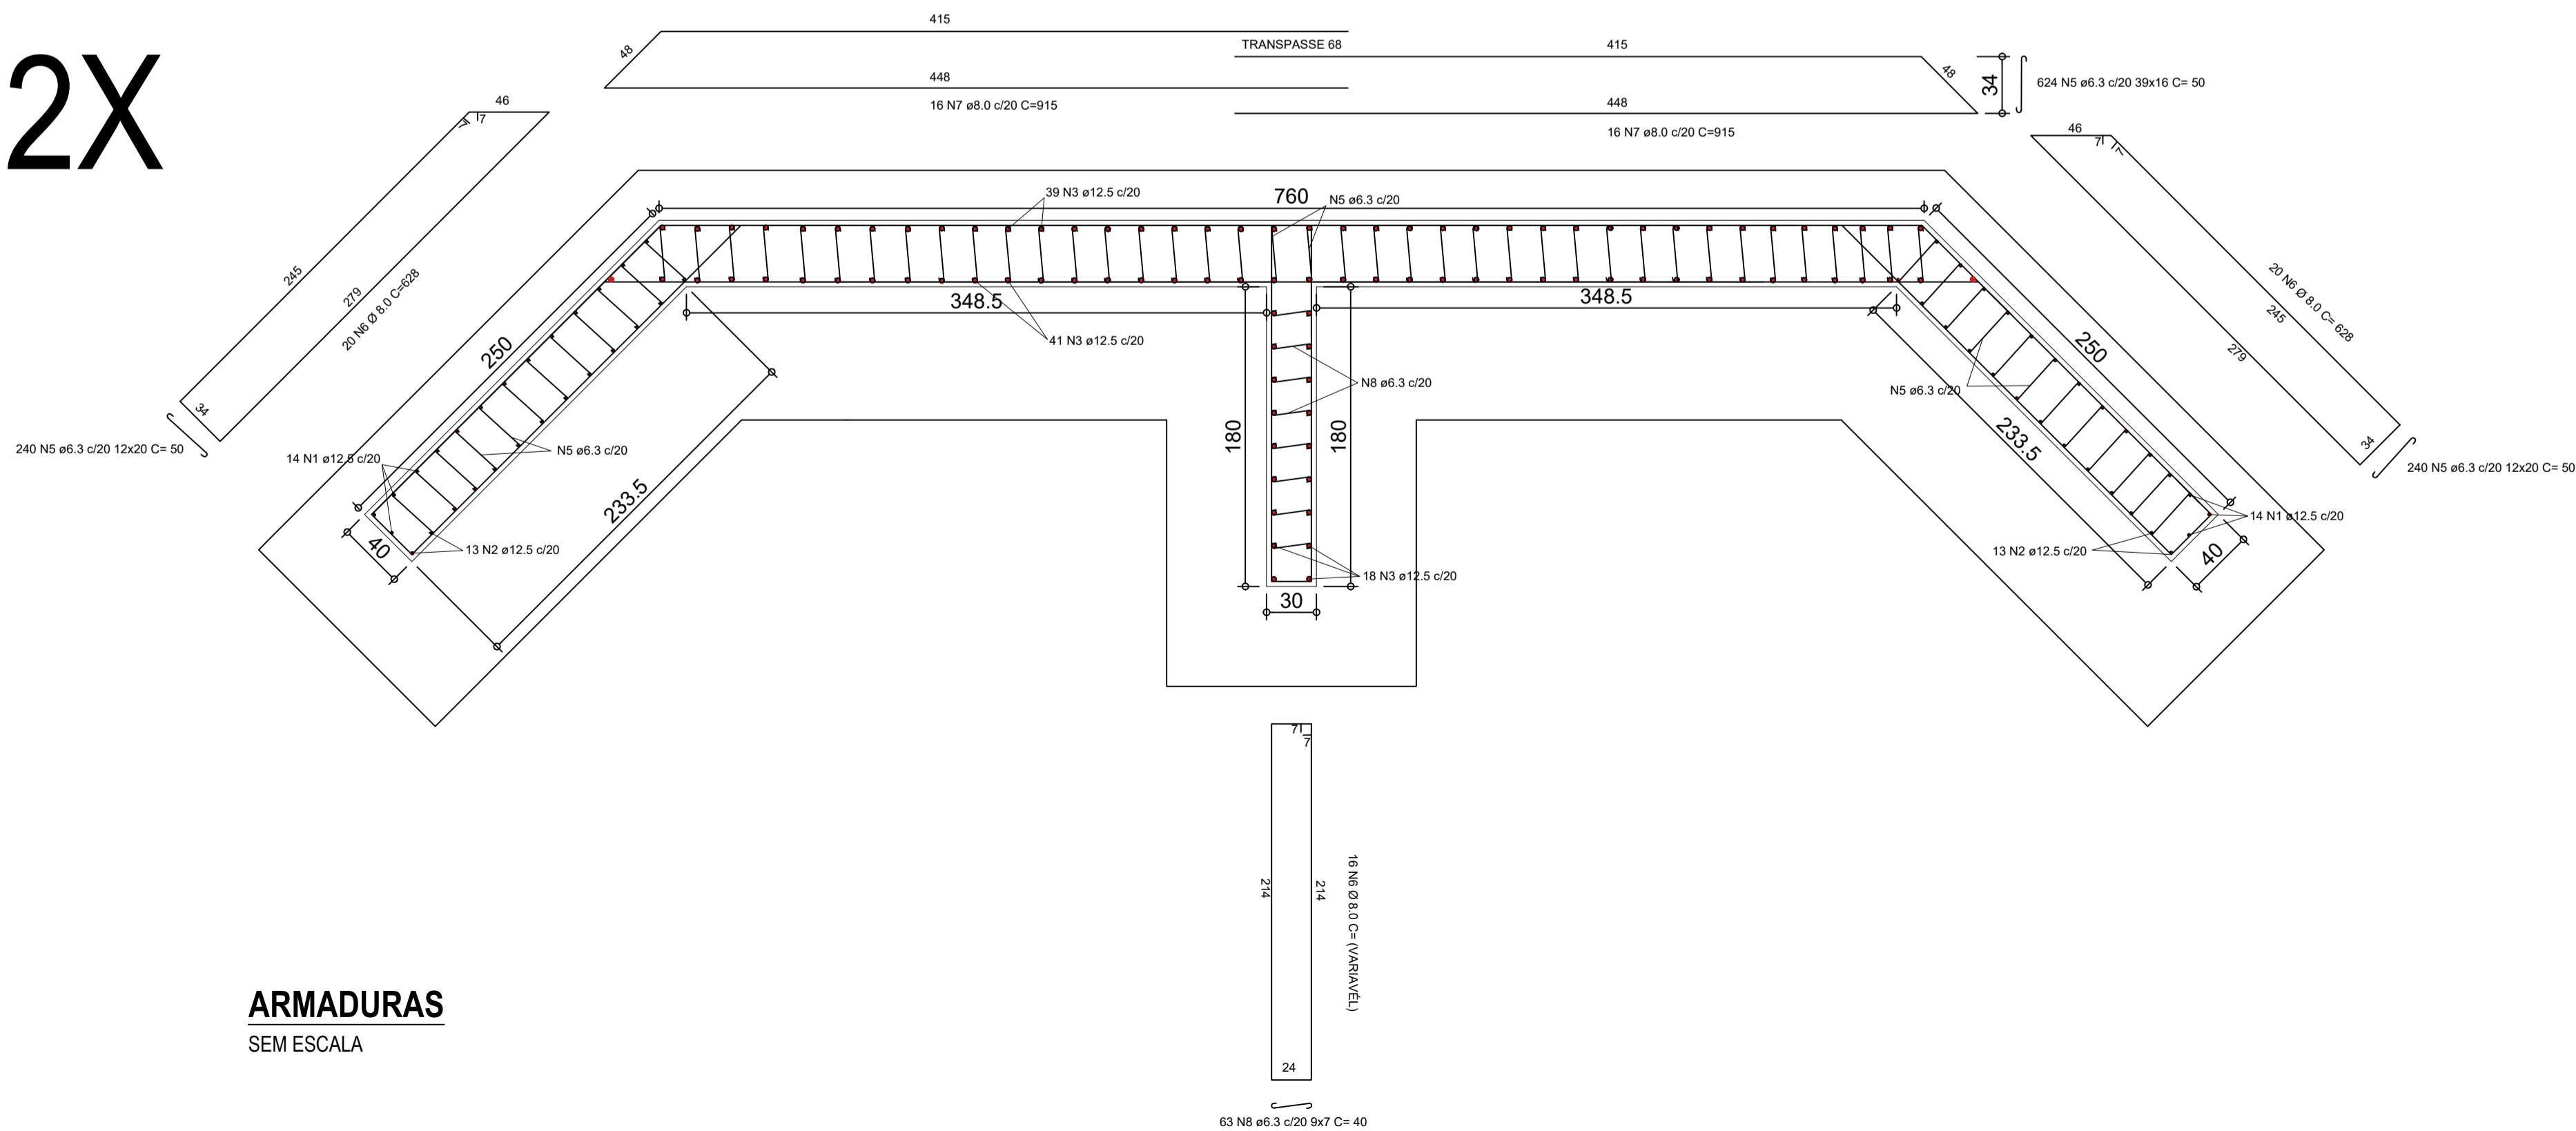 2X
415
48
448
16 N7 ø8.0 c/20 C=915
TRANSPASSE 68
415
48
448
16 N7 ø8.0 c/20 C=915
34
624 N5 ø6.3 c/20 39x16 C= 50
46
7
7
245
279
20 N6 Ø 8.0 C=628
34
240 N5 ø6.3 c/20 12x20 C= 50
46
7
7
20 N6 Ø 8.0 C= 628
245
279
34
240 N5 ø6.3 c/20 12x20 C= 50
39 N3 ø12.5 c/20
760
N5 ø6.3 c/20
250
348.5
348.5
41 N3 ø12.5 c/20
250
N8 ø6.3 c/20
N5 ø6.3 c/20
180
180
233.5
14 N1 ø12.5 c/20
N5 ø6.3 c/20
233.5
14 N1 ø12.5 c/20
40
13 N2 ø12.5 c/20
13 N2 ø12.5 c/20
40
18 N3 ø12.5 c/20
30
7
7
214
214
16 N6 Ø 8.0 C= (VARIAVÉL)
24
63 N8 ø6.3 c/20 9x7 C= 40
ARMADURAS
SEM ESCALA